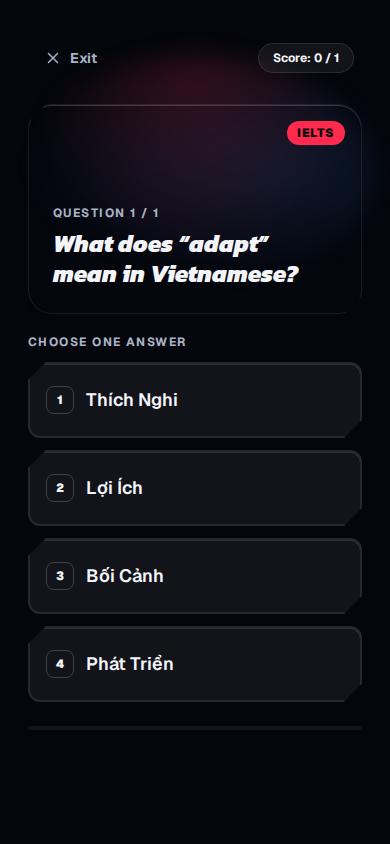 Exit
Score: 0 / 1
IELTS
QUESTION 1 / 1
What does "adapt"
mean in Vietnamese?
CHOOSE ONE ANSWER
1 Thích Nghi
2 Lợi Ích
3 Bối Cảnh
4 Phát Triển